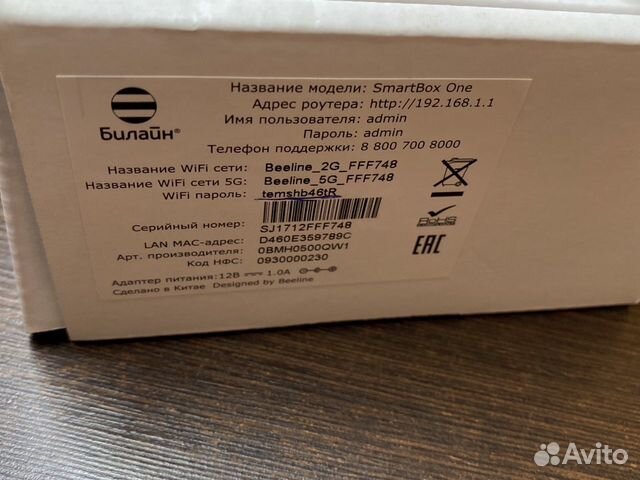 Название модели: SmartBox One
Адрес роутера: http://192.168.1.1
Имя пользователя: admin
Пароль: admin
Телефон поддержки: 8 800 700 8000
Билайн®
Название WiFi сети: Beeline_2G_FFF748
Название WiFi сети 5G: Beeline_5G_FFF748
WiFi пароль: temshb46tR
Серийный номер: SJ1712FFF748
LAN MAC-адрес: D460E359789C
Арт. производителя: 0BMH0500QW1
Код НФС: 0930000230
Адаптер питания:12В 1.0А
Сделано в Китае Designed by Beeline
RoHS
EAC
Avito